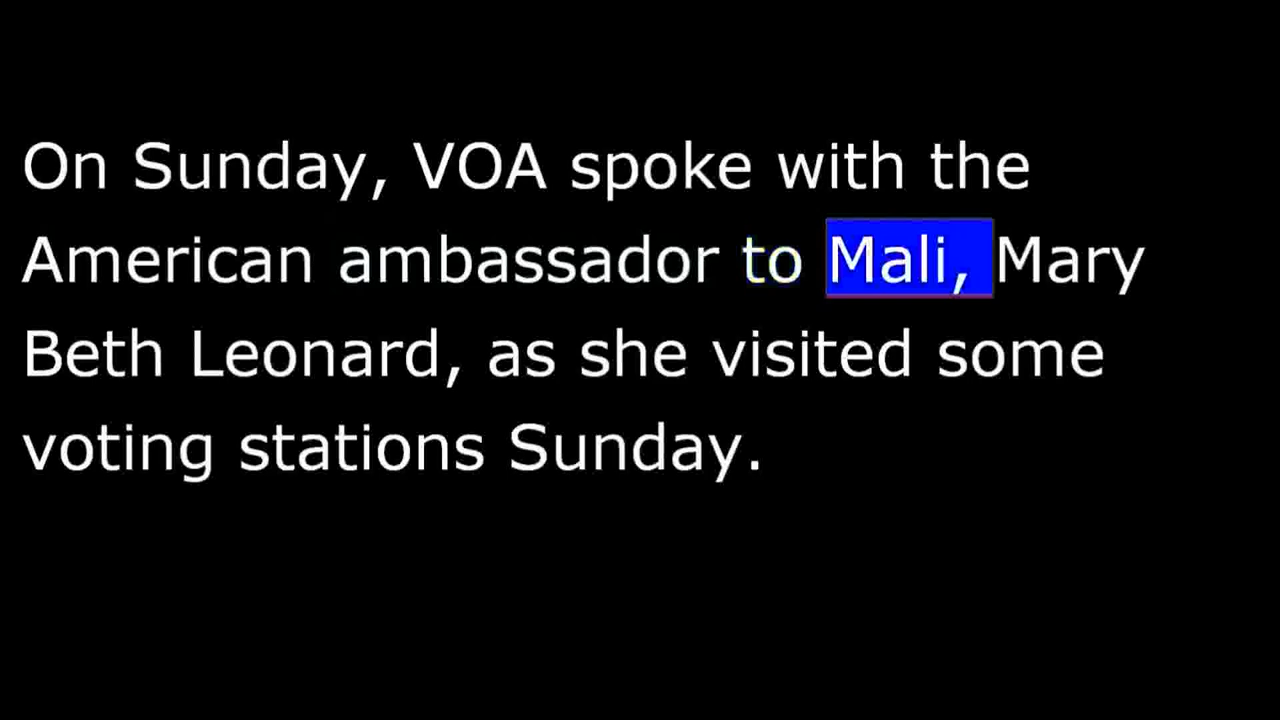 On Sunday, VOA spoke with the
American ambassador to Mali, Mary
Beth Leonard, as she visited some
voting stations Sunday.